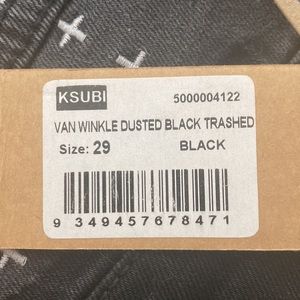 KSUBI 5000004122
VAN WINKLE DUSTED BLACK TRASHED
Size: 29 BLACK
9 349457 678471